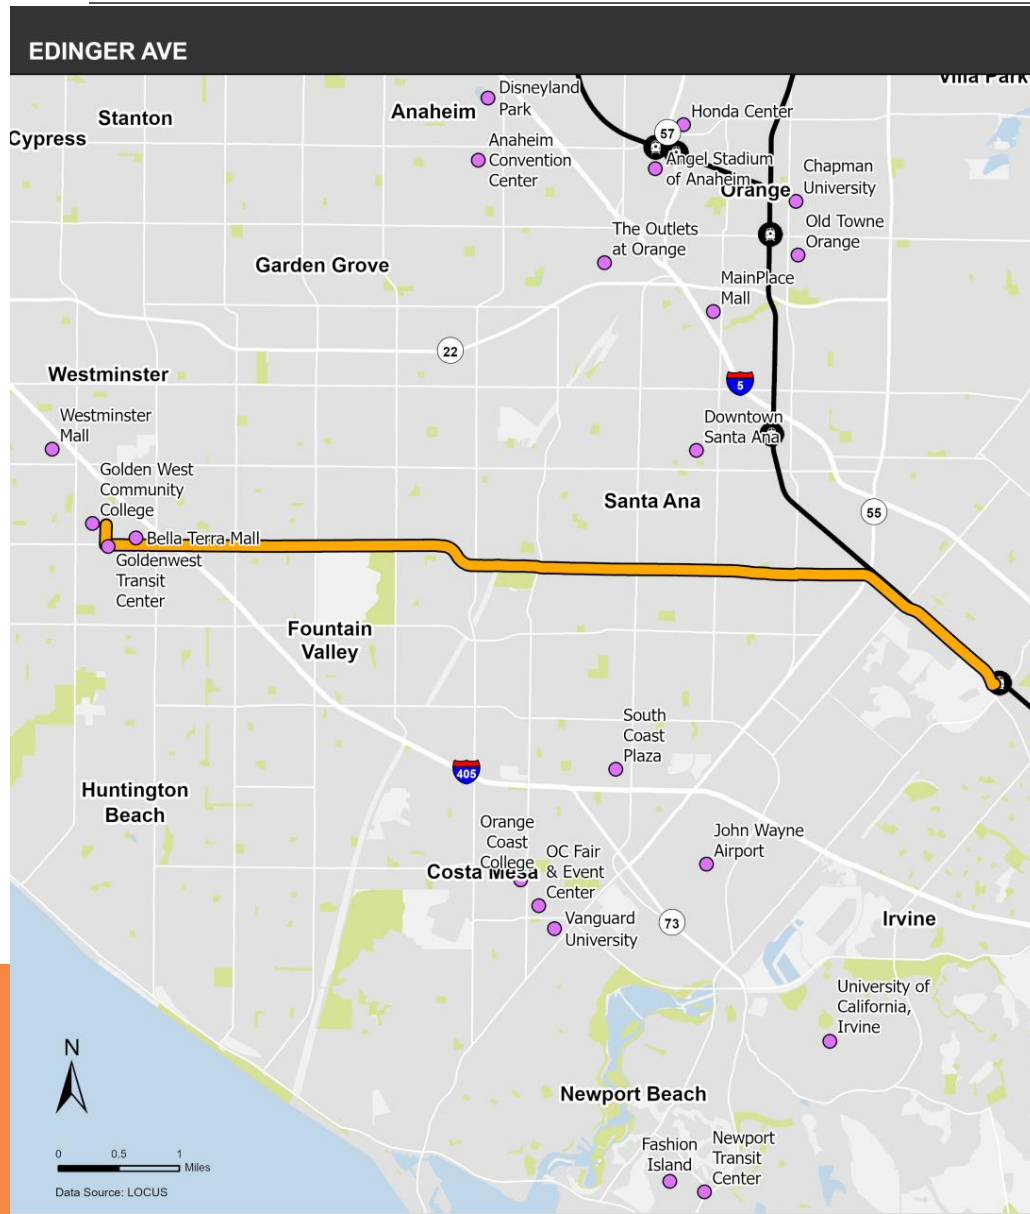 EDINGER AVE
Villa Park
Disneyland
Park
Anaheim
Stanton
Cypress
Honda Center
57
Anaheim
Convention
Center
Angel Stadium
of Anaheim
Orange
Chapman
University
Old Towne
Orange
The Outlets
at Orange
Garden Grove
MainPlace
Mall
22
5
Westminster
Westminster
Mall
Downtown
Santa Ana
Golden West
Community
College
Santa Ana
55
Bella Terra Mall
Goldenwest
Transit
Center
Fountain
Valley
South
Coast
Plaza
405
Huntington
Beach
Orange
Coast
College
John Wayne
Airport
OC Fair
& Event
Center
Costa Mesa
Vanguard
University
73
Irvine
University of
California,
Irvine
N
Newport Beach
Fashion
Island
Newport
Transit
Center
0 0.5 1
Miles
Data Source: LOCUS